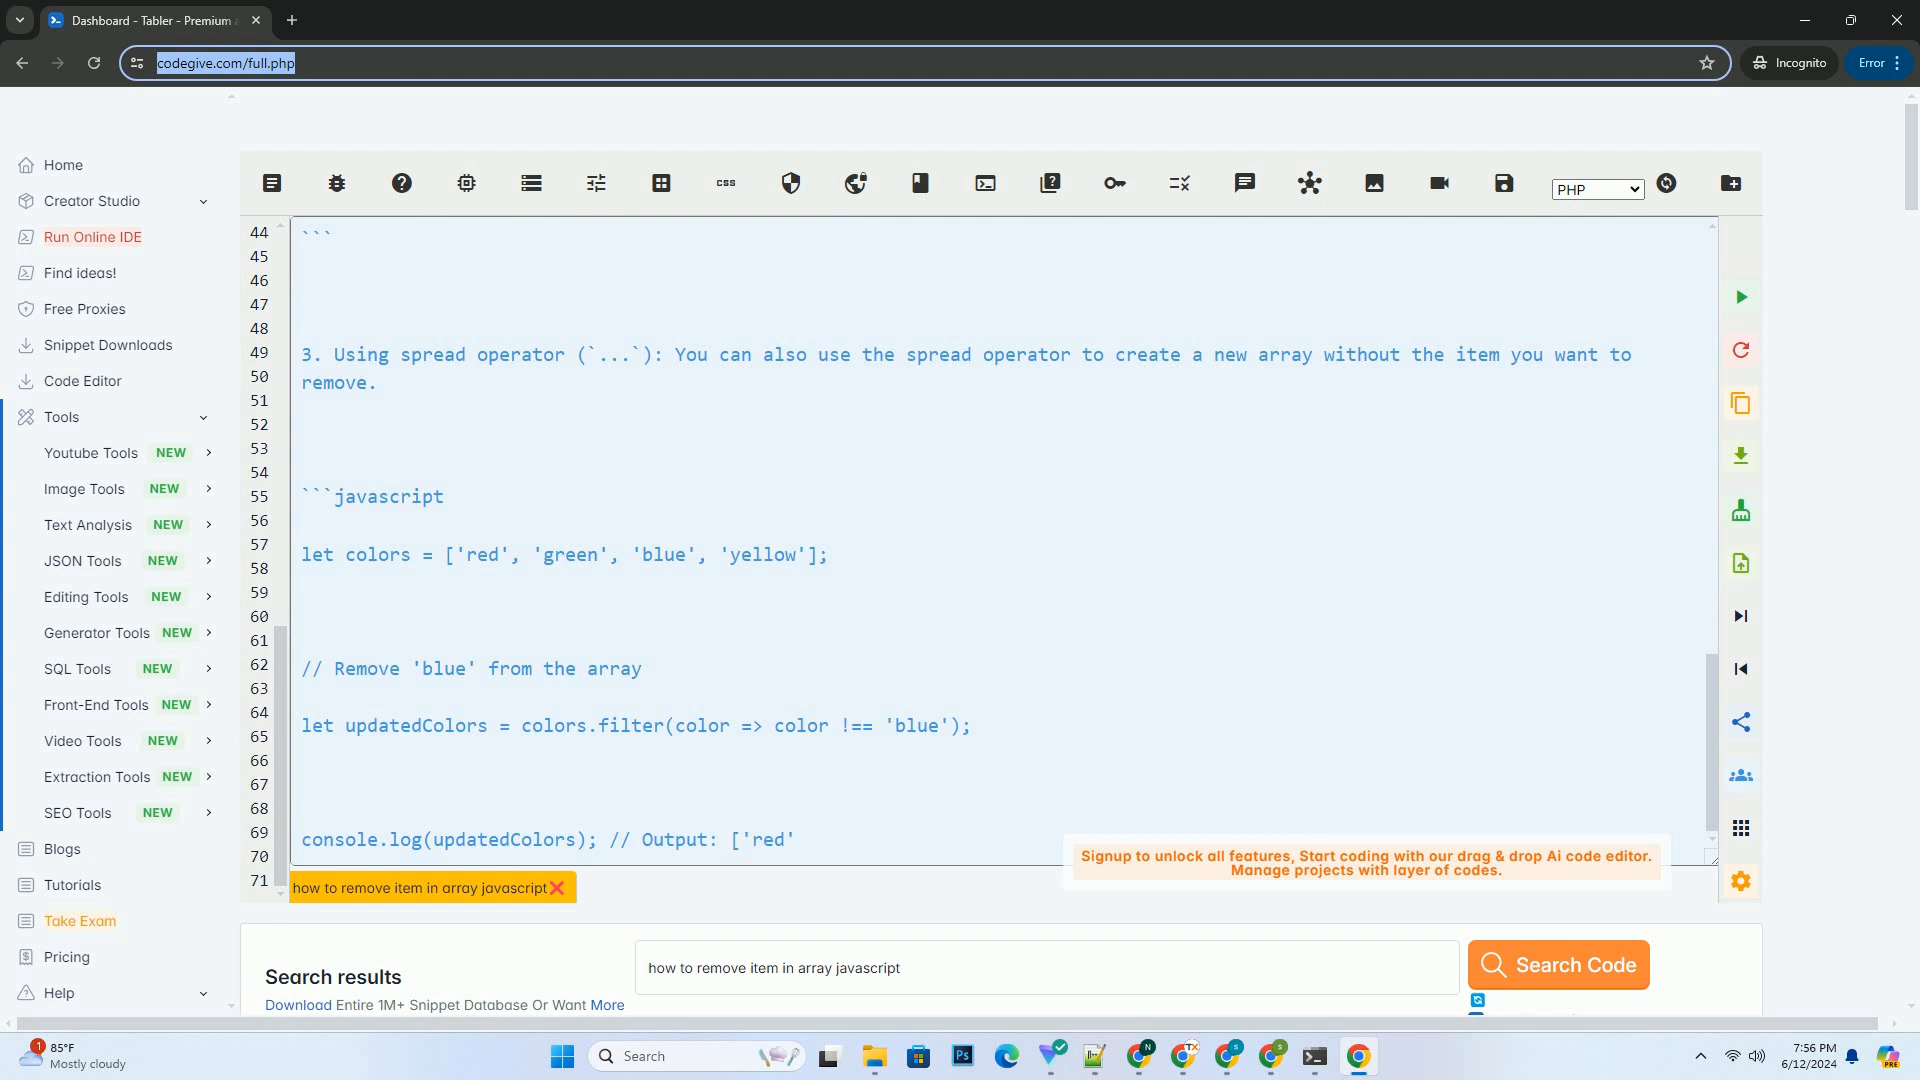 Dashboard - Tabler - Premium
codegive.com/full.php
Incognito
Error
Home
Creator Studio
Run Online IDE
Find ideas!
Free Proxies
Snippet Downloads
Code Editor
Tools
Youtube Tools NEW
Image Tools NEW
Text Analysis NEW
JSON Tools NEW
Editing Tools NEW
Generator Tools NEW
SQL Tools NEW
Front-End Tools NEW
Video Tools NEW
Extraction Tools NEW
SEO Tools NEW
Blogs
Tutorials
Take Exam
Pricing
Help
css
PHP
44
45
46
47
48
49
50
51
52
53
54
55
56
57
58
59
60
61
62
63
64
65
66
67
68
69
70
71
```
3. Using spread operator (`...`): You can also use the spread operator to create a new array without the item you want to
remove.
```javascript
let colors = ['red', 'green', 'blue', 'yellow'];
// Remove 'blue' from the array
let updatedColors = colors.filter(color => color !== 'blue');
console.log(updatedColors); // Output: ['red'
Signup to unlock all features, Start coding with our drag & drop Ai code editor.
Manage projects with layer of codes.
how to remove item in array javascript
Search results
Download Entire 1M+ Snippet Database Or Want More
how to remove item in array javascript
Search Code
1
85°F
Mostly cloudy
Search
Ps
N
TX
S
S
S
7:56 PM
6/12/2024
PRE